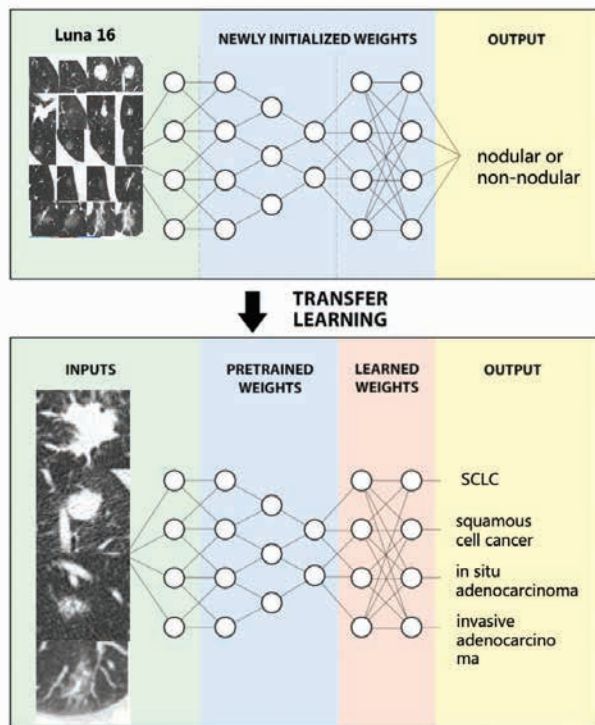 Luna 16
NEWLY INITIALIZED WEIGHTS
OUTPUT
nodular or
non-nodular
TRANSFER
LEARNING
INPUTS
PRETRAINED
WEIGHTS
LEARNED
WEIGHTS
OUTPUT
SCLC
squamous
cell cancer
in situ
adenocarcinoma
invasive
adenocarcino
ma